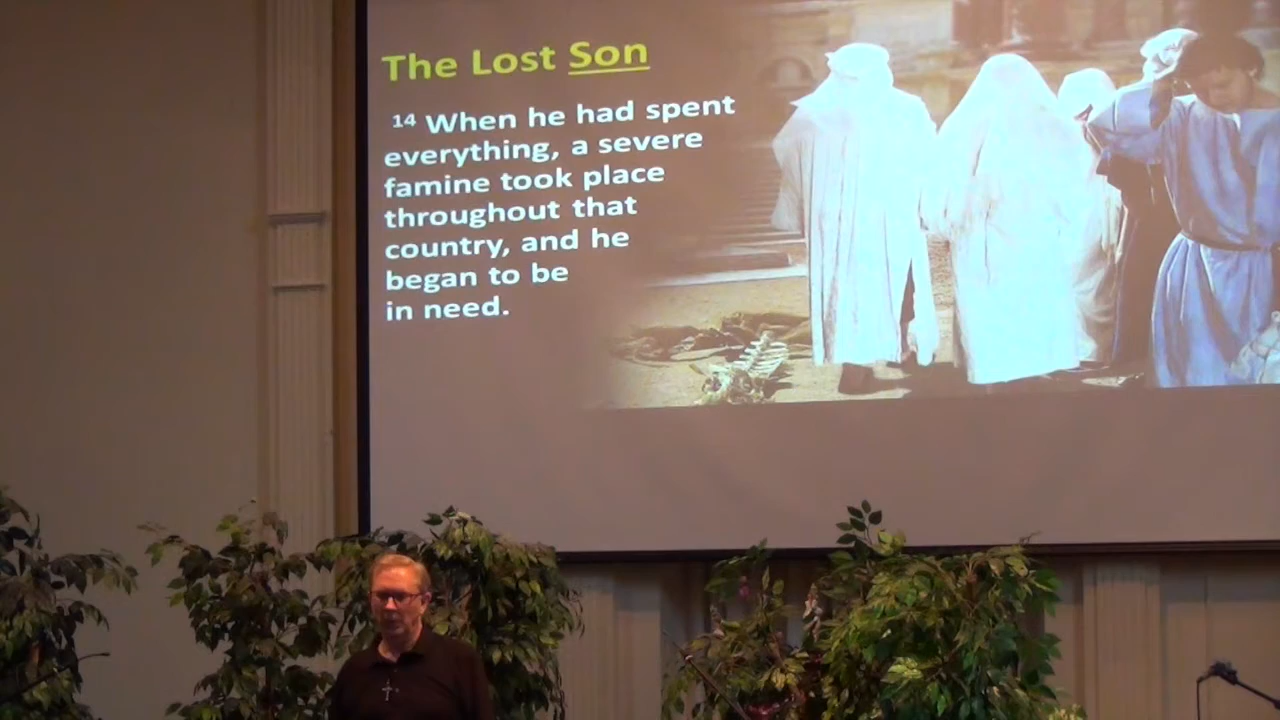 The Lost Son
14 When he had spent
everything, a severe
famine took place
throughout that
country, and he
began to be
in need.